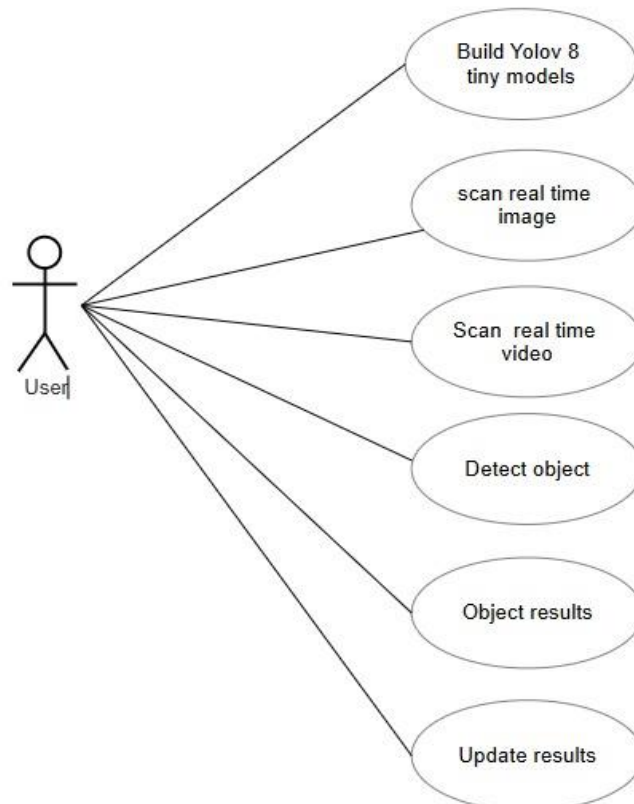 Build Yolov 8
tiny models
scan real time
image
Scan real time
video
User
Detect object
Object results
Update results